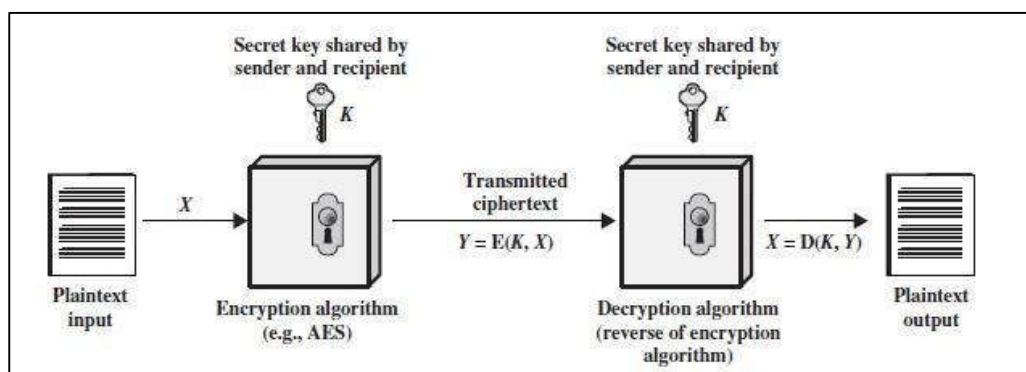 Secret key shared by
sender and recipient
K
Secret key shared by
sender and recipient
K
X
Transmitted
ciphertext
Y = E(K, X)
X = D(K, Y)
Plaintext
input
Encryption algorithm
(e.g., AES)
Decryption algorithm
(reverse of encryption
algorithm)
Plaintext
output